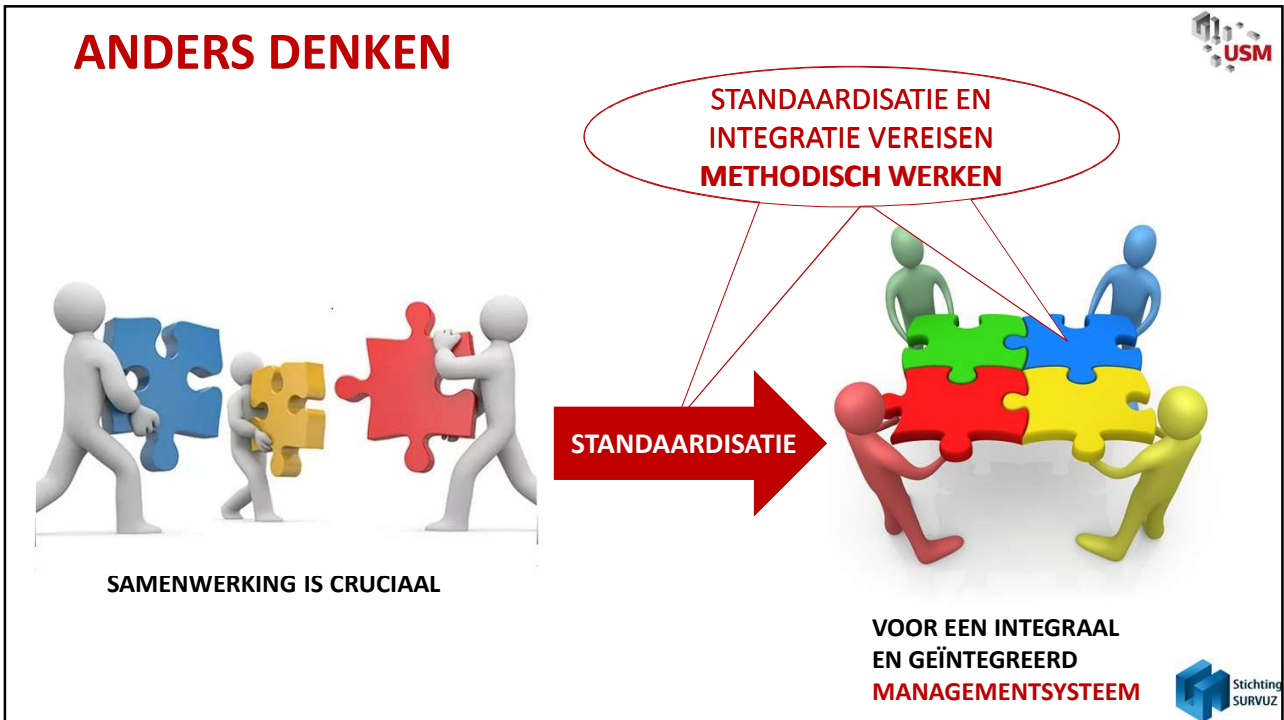 ANDERS DENKEN
USM
STANDAARDISATIE EN
INTEGRATIE VEREISEN
METHODISCH WERKEN
STANDAARDISATIE
SAMENWERKING IS CRUCIAAL
VOOR EEN INTEGRAAL
EN GEÏNTEGREERD
MANAGEMENTSYSTEEM
Stichting
SURVUZ